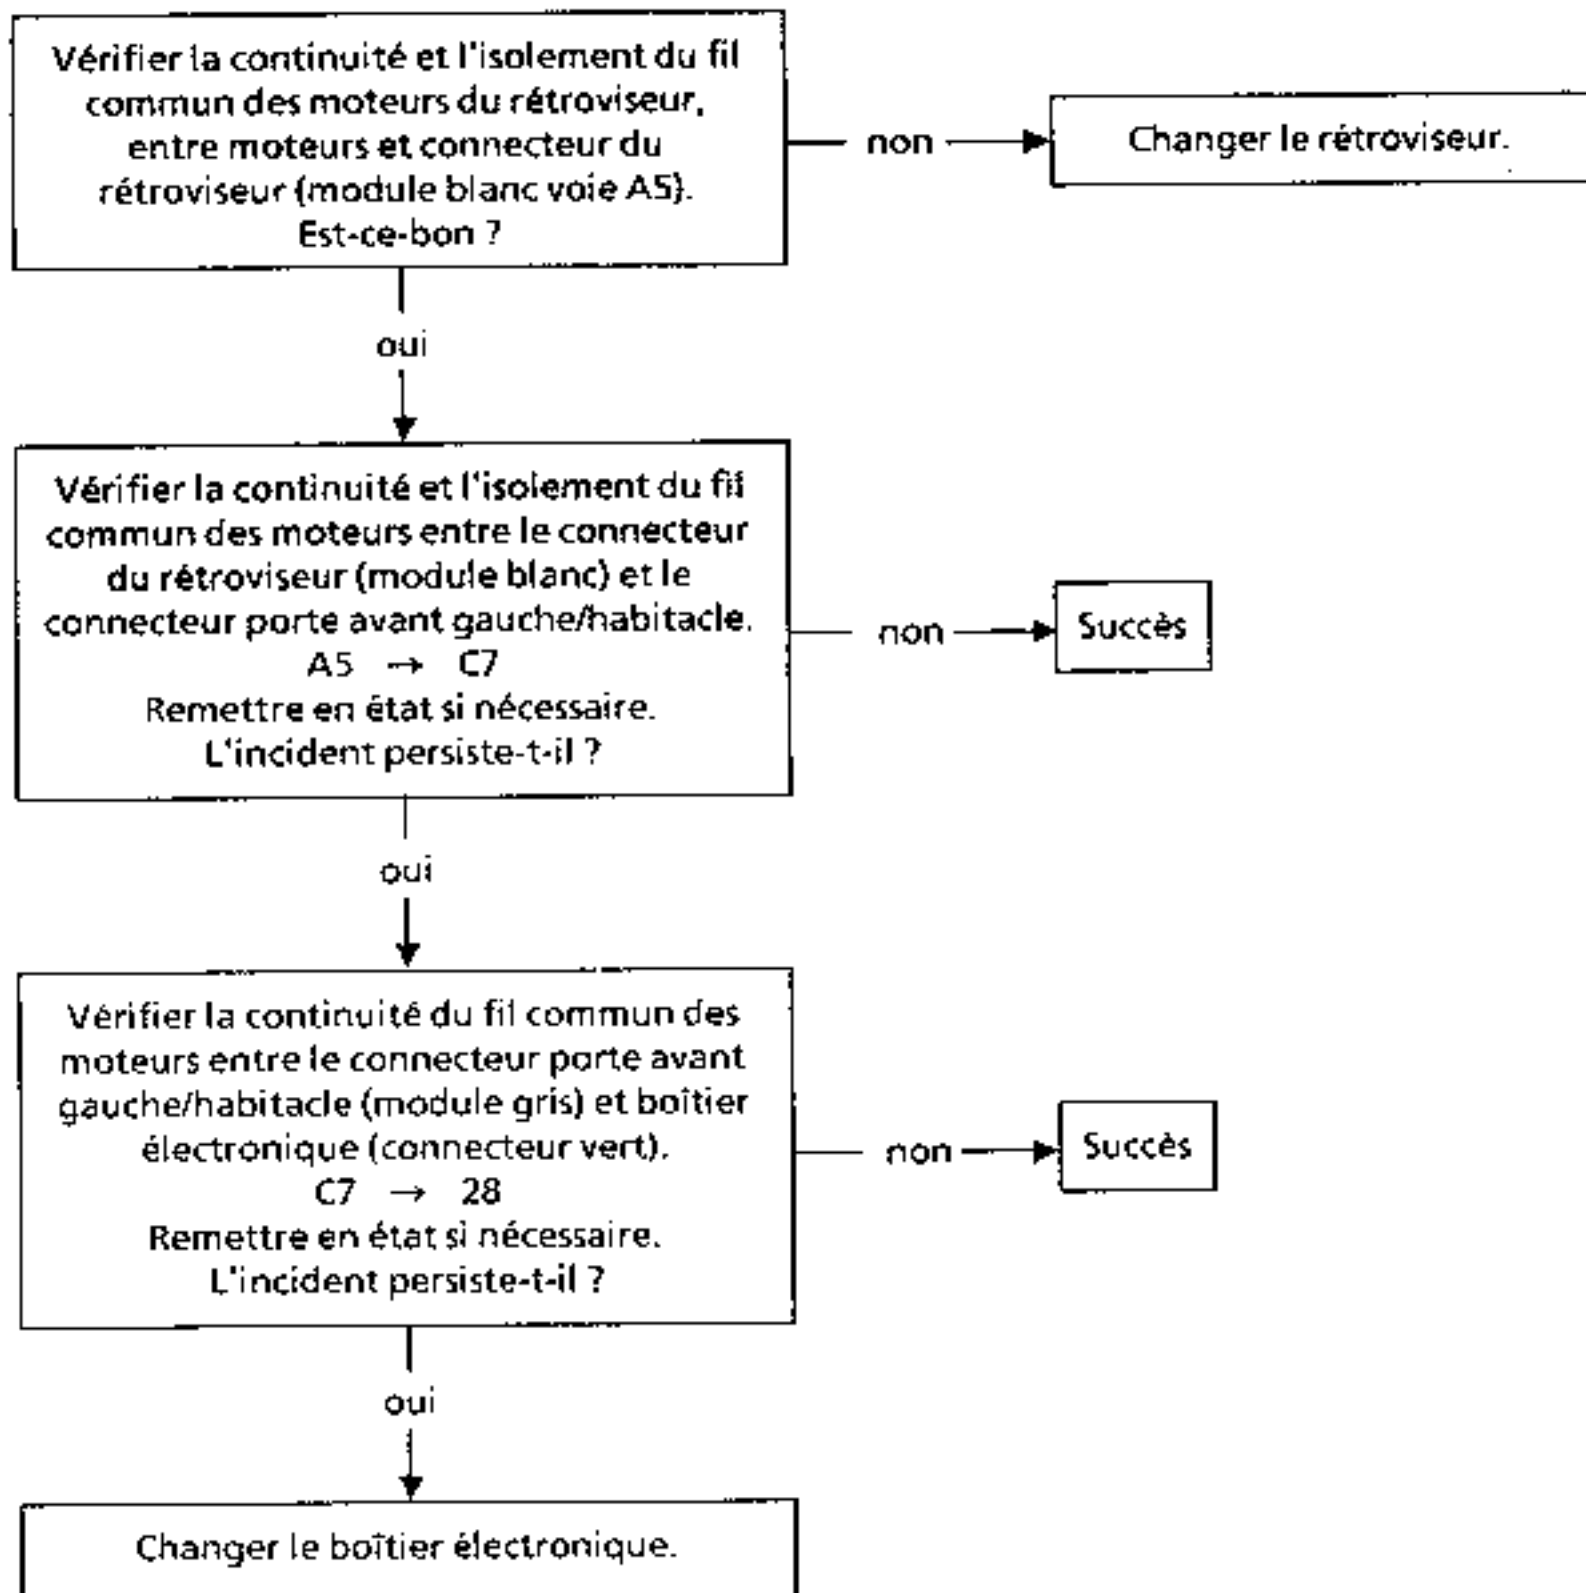 Vérifier la continuité et l'isolement du fil
commun des moteurs du rétroviseur,
entre moteurs et connecteur du
rétroviseur (module blanc voie A5).
Est-ce-bon ?
non
Changer le rétroviseur.
oui
Vérifier la continuité et l'isolement du fil
commun des moteurs entre le connecteur
du rétroviseur (module blanc) et le
connecteur porte avant gauche/habitacle.
A5 → C7
Remettre en état si nécessaire.
L'incident persiste-t-il ?
non
Succès
oui
Vérifier la continuité du fil commun des
moteurs entre le connecteur porte avant
gauche/habitacle (module gris) et boîtier
électronique (connecteur vert).
C7 → 28
Remettre en état si nécessaire.
L'incident persiste-t-il ?
non
Succès
oui
Changer le boîtier électronique.